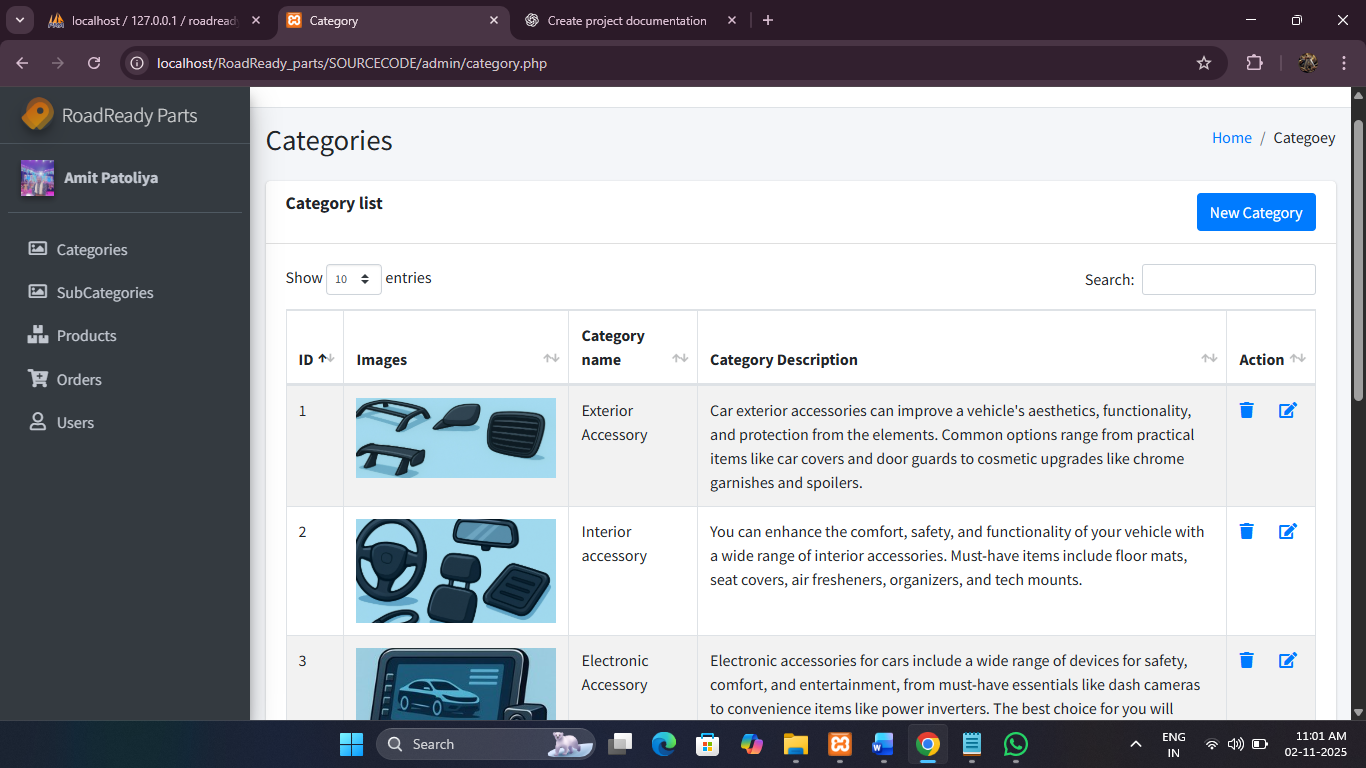 localhost / 127.0.0.1 / roadready
Category
Create project documentation
localhost/RoadReady_parts/SOURCECODE/admin/category.php
RoadReady Parts
Amit Patoliya
Categories
SubCategories
Products
Orders
Users
Categories
Home / Categoey
Category list
New Category
Show 10 entries
Search:
ID
Images
Category
name
Category Description
Action
1
Exterior
Accessory
Car exterior accessories can improve a vehicle's aesthetics, functionality,
and protection from the elements. Common options range from practical
items like car covers and door guards to cosmetic upgrades like chrome
garnishes and spoilers.
2
Interior
accessory
You can enhance the comfort, safety, and functionality of your vehicle with
a wide range of interior accessories. Must-have items include floor mats,
seat covers, air fresheners, organizers, and tech mounts.
3
Electronic
Accessory
Electronic accessories for cars include a wide range of devices for safety,
comfort, and entertainment, from must-have essentials like dash cameras
to convenience items like power inverters. The best choice for you will
Search
ENG
IN
11:01 AM
02-11-2025